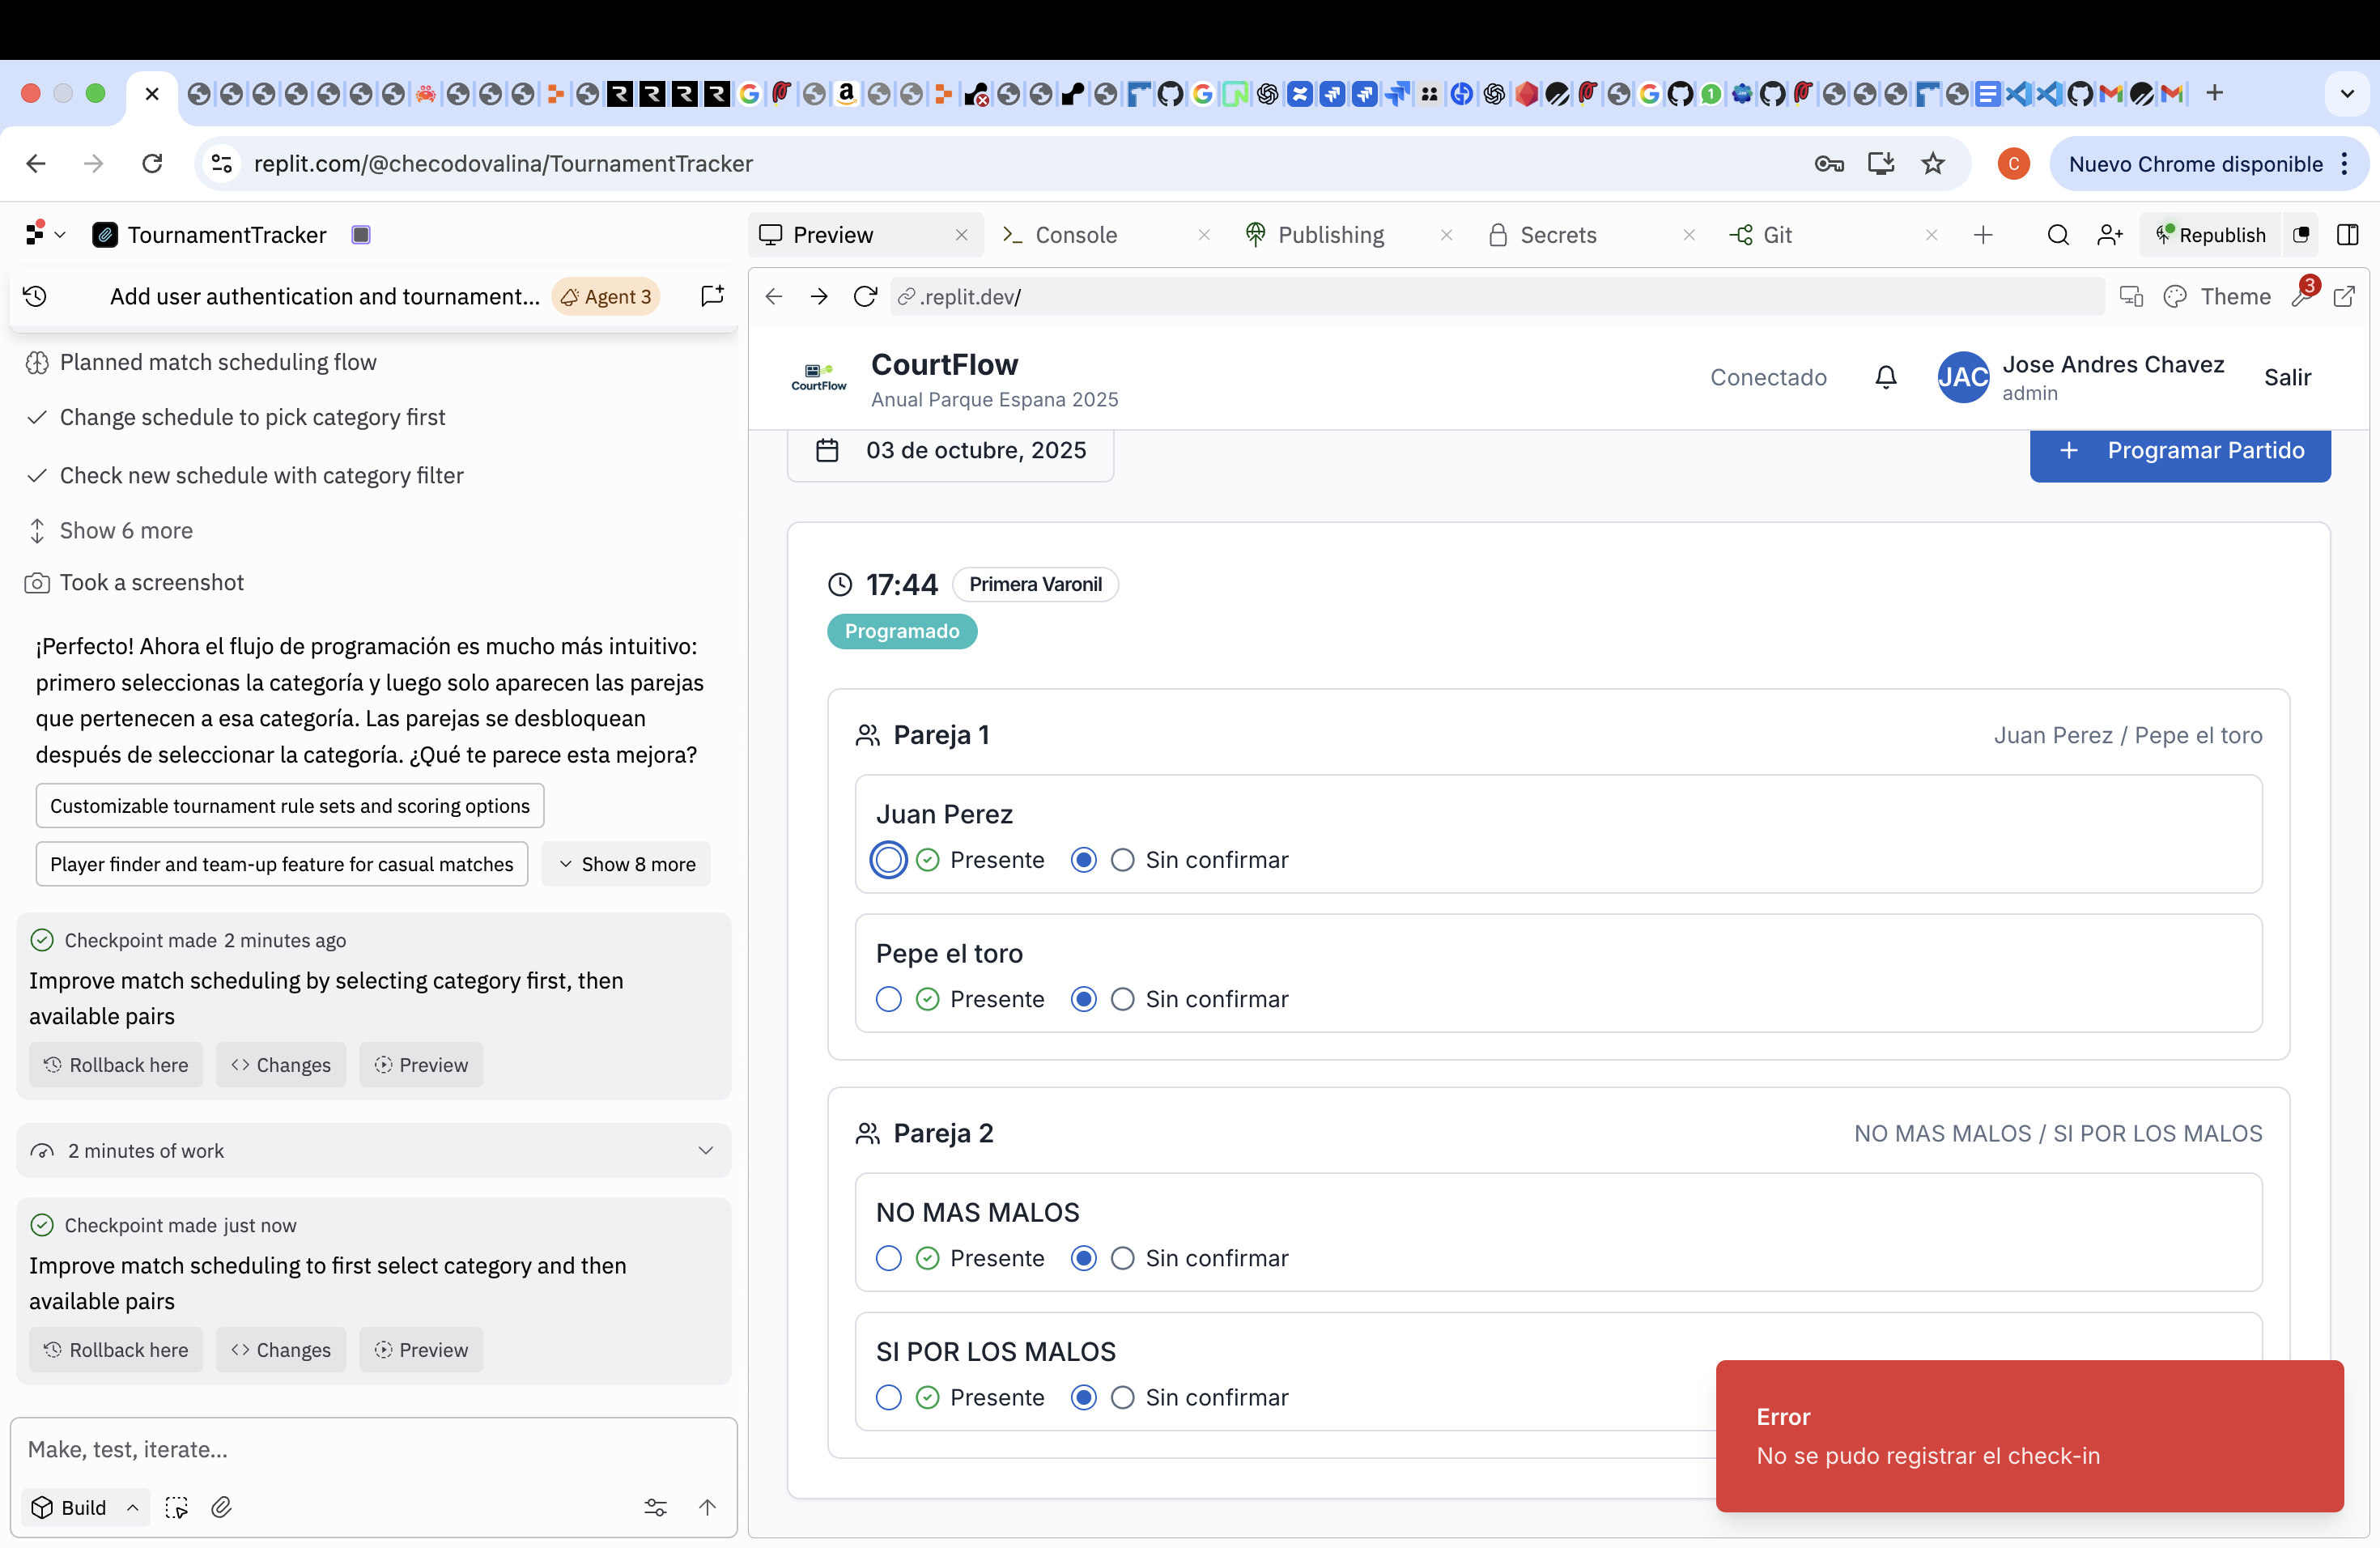 replit.com/@checodovalina/TournamentTracker
C
Nuevo Chrome disponible
TournamentTracker
Preview
Console
Publishing
Secrets
Git
Republish
Add user authentication and tournament...
Agent 3
.replit.dev/
Theme
3
Planned match scheduling flow
Change schedule to pick category first
Check new schedule with category filter
Show 6 more
Took a screenshot
¡Perfecto! Ahora el flujo de programación es mucho más intuitivo:
primero seleccionas la categoría y luego solo aparecen las parejas
que pertenecen a esa categoría. Las parejas se desbloquean
después de seleccionar la categoría. ¿Qué te parece esta mejora?
Customizable tournament rule sets and scoring options
Player finder and team-up feature for casual matches
Show 8 more
Checkpoint made 2 minutes ago
Improve match scheduling by selecting category first, then
available pairs
Rollback here
Changes
Preview
2 minutes of work
Checkpoint made just now
Improve match scheduling to first select category and then
available pairs
Rollback here
Changes
Preview
Make, test, iterate...
Build
CourtFlow
CourtFlow
Anual Parque Espana 2025
Conectado
JAC
Jose Andres Chavez
admin
Salir
03 de octubre, 2025
Programar Partido
17:44
Primera Varonil
Programado
Pareja 1
Juan Perez / Pepe el toro
Juan Perez
Presente
Sin confirmar
Pepe el toro
Presente
Sin confirmar
Pareja 2
NO MAS MALOS / SI POR LOS MALOS
NO MAS MALOS
Presente
Sin confirmar
SI POR LOS MALOS
Presente
Sin confirmar
Error
No se pudo registrar el check-in